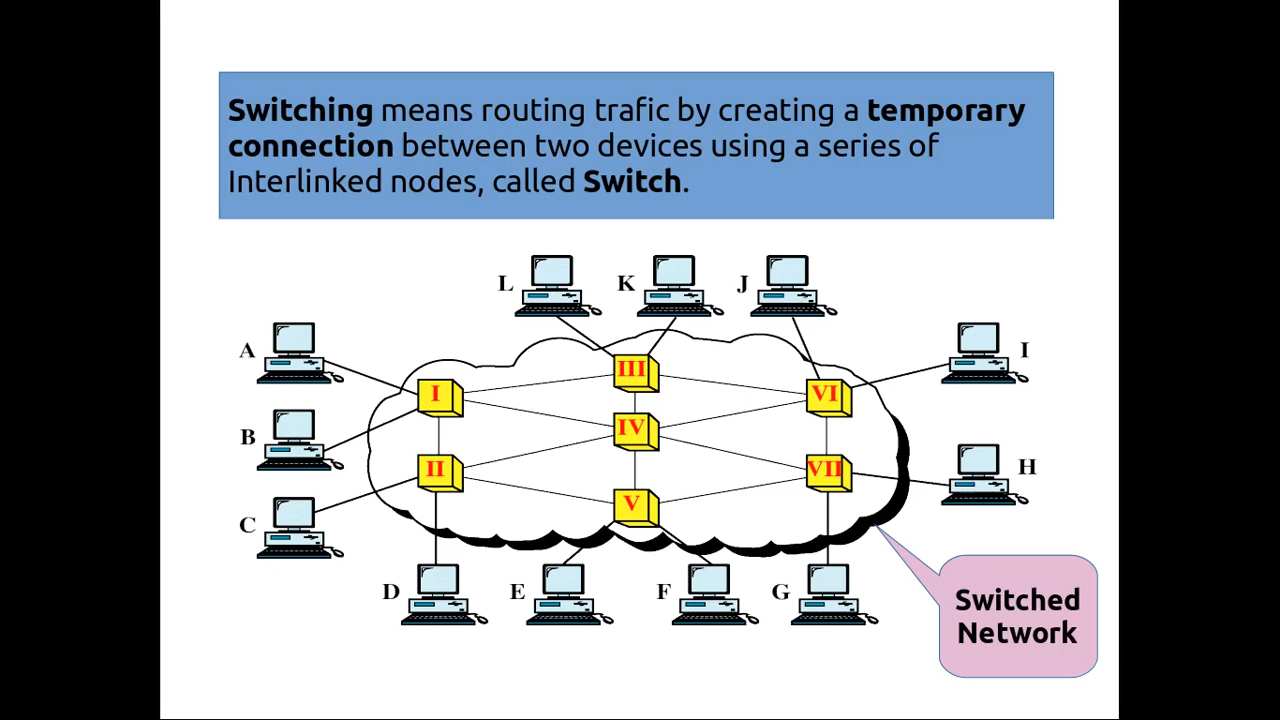 Switching means routing trafic by creating a temporary
connection between two devices using a series of
Interlinked nodes, called Switch.
L
K
J
A
I
III
I
VI
B
IV
H
II
VII
V
C
D
E
F
G
Switched
Network